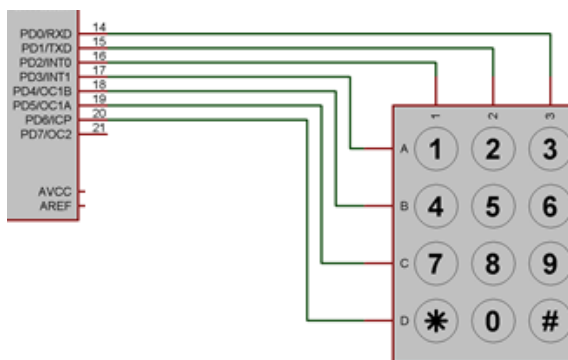 PD0/RXD 14
PD1/TXD 15
PD2/INT0 16
PD3/INT1 17
PD4/OC1B 18
PD5/OC1A 19
PD6/ICP 20
PD7/OC2 21
AVCC
AREF
1 2 3
A 1 2 3
B 4 5 6
C 7 8 9
D * 0 #